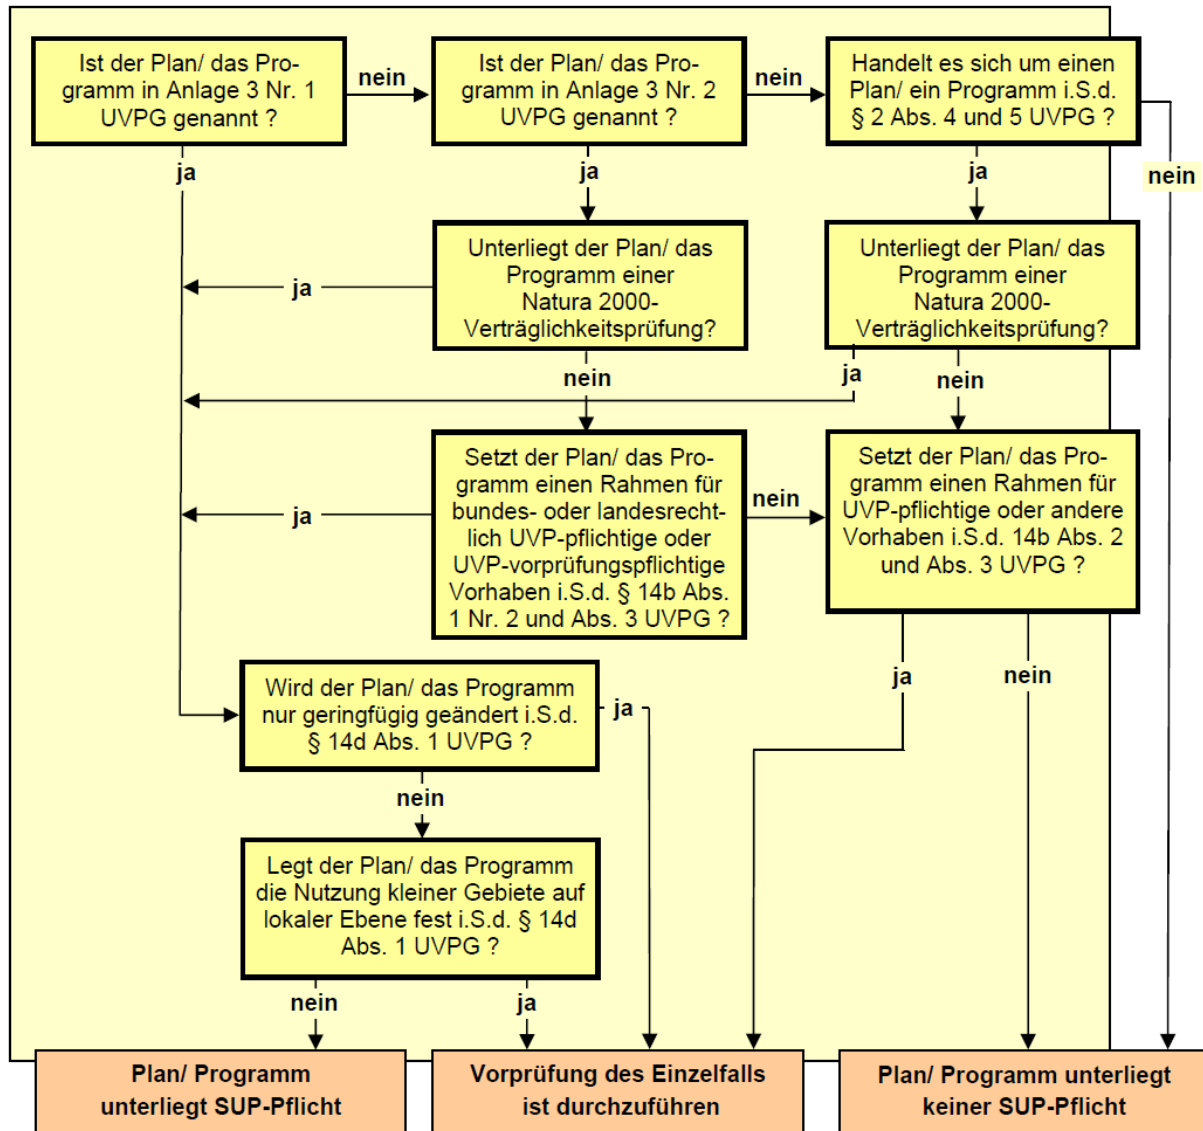 Ist der Plan/ das Pro-
gramm in Anlage 3 Nr. 1
UVPG genannt ?
nein
Ist der Plan/ das Pro-
gramm in Anlage 3 Nr. 2
UVPG genannt ?
nein
Handelt es sich um einen
Plan/ ein Programm i.S.d.
§ 2 Abs. 4 und 5 UVPG ?
ja
ja
ja
nein
Unterliegt der Plan/ das
Programm einer
Natura 2000-
Verträglichkeitsprüfung?
Unterliegt der Plan/ das
Programm einer
Natura 2000-
Verträglichkeitsprüfung?
ja
nein
ja
nein
Setzt der Plan/ das Pro-
gramm einen Rahmen für
bundes- oder landesrecht-
lich UVP-pflichtige oder
UVP-vorprüfungspflichtige
Vorhaben i.S.d. § 14b Abs.
1 Nr. 2 und Abs. 3 UVPG ?
nein
Setzt der Plan/ das Pro-
gramm einen Rahmen für
UVP-pflichtige oder andere
Vorhaben i.S.d. 14b Abs. 2
und Abs. 3 UVPG ?
ja
ja
nein
Wird der Plan/ das Programm
nur geringfügig geändert i.S.d.
§ 14d Abs. 1 UVPG ?
ja
nein
Legt der Plan/ das Programm
die Nutzung kleiner Gebiete auf
lokaler Ebene fest i.S.d. § 14d
Abs. 1 UVPG ?
nein
ja
Plan/ Programm
unterliegt SUP-Pflicht
Vorprüfung des Einzelfalls
ist durchzuführen
Plan/ Programm unterliegt
keiner SUP-Pflicht